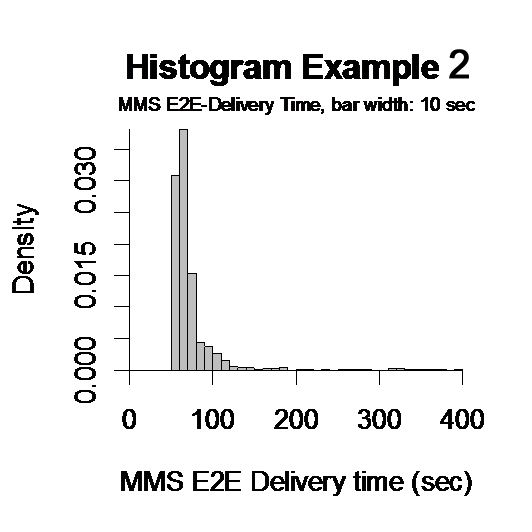 Histogram Example 2
MMS E2E-Delivery Time, bar width: 10 sec
Density
0.030
0.015
0.000
0 100 200 300 400
MMS E2E Delivery time (sec)